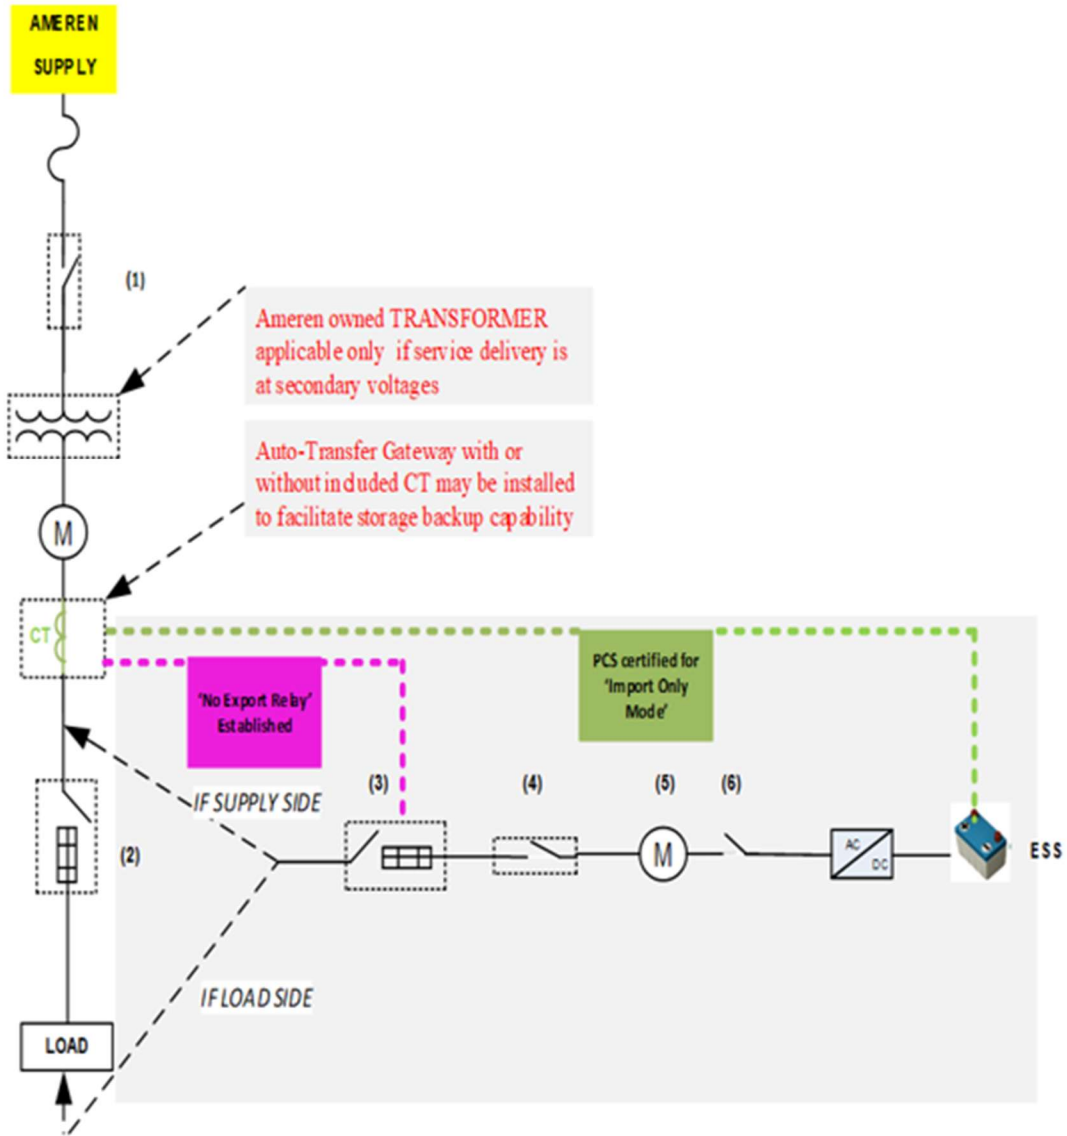 AMEREN
SUPPLY
(1)
Ameren owned TRANSFORMER
applicable only if service delivery is
at secondary voltages
Auto-Transfer Gateway with or
without included CT may be installed
to facilitate storage backup capability
M
CT
'No Export Relay'
Established
PCS certified for
'Import Only
Mode'
IF SUPPLY SIDE
(3)
(4)
(5)
(6)
(2)
M
AC
DC
ESS
IF LOAD SIDE
LOAD